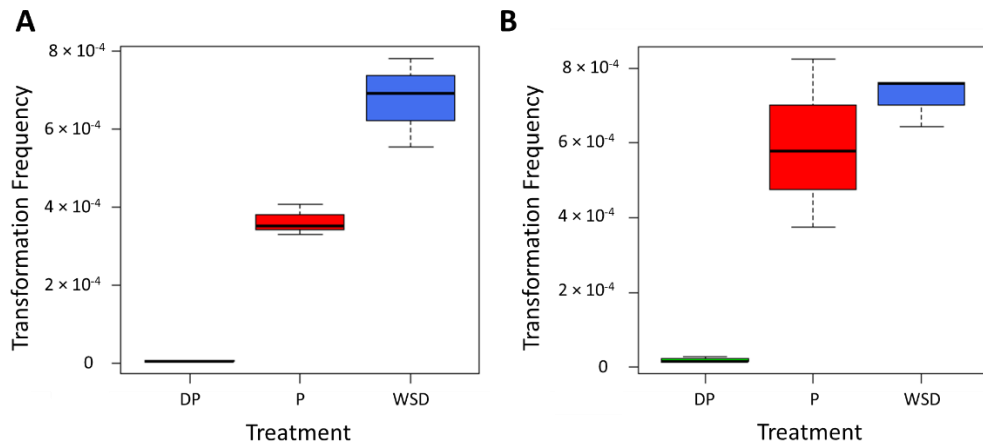 A
Transformation Frequency
8 × 10⁻⁴
6 × 10⁻⁴
4 × 10⁻⁴
2 × 10⁻⁴
0
DP P WSD
Treatment
B
Transformation Frequency
8 × 10⁻⁴
6 × 10⁻⁴
4 × 10⁻⁴
2 × 10⁻⁴
0
DP P WSD
Treatment